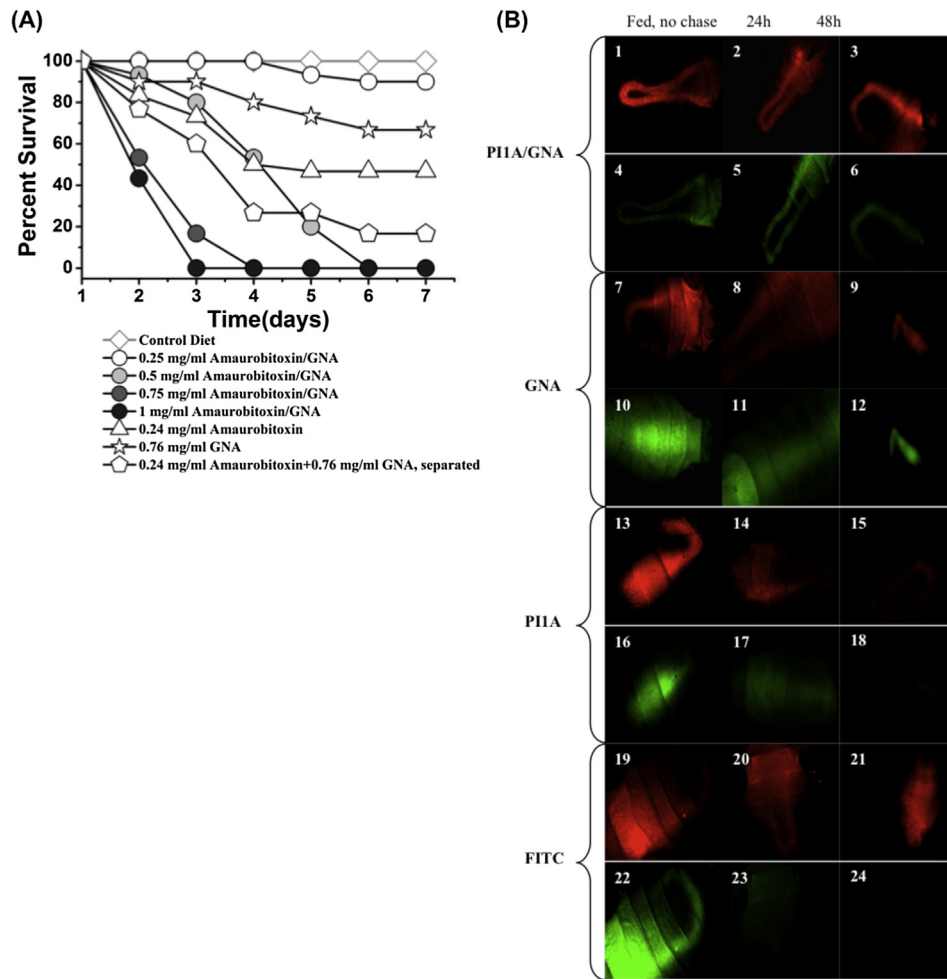 (A)
Percent Survival
100
80
60
40
20
0
1 2 3 4 5 6 7
Time(days)
Control Diet
0.25 mg/ml Amaurobitoxin/GNA
0.5 mg/ml Amaurobitoxin/GNA
0.75 mg/ml Amaurobitoxin/GNA
1 mg/ml Amaurobitoxin/GNA
0.24 mg/ml Amaurobitoxin
0.76 mg/ml GNA
0.24 mg/ml Amaurobitoxin+0.76 mg/ml GNA, separated
(B)
Fed, no chase 24h 48h
PI1A/GNA
1 2 3
4 5 6
GNA
7 8 9
10 11 12
PI1A
13 14 15
16 17 18
FITC
19 20 21
22 23 24